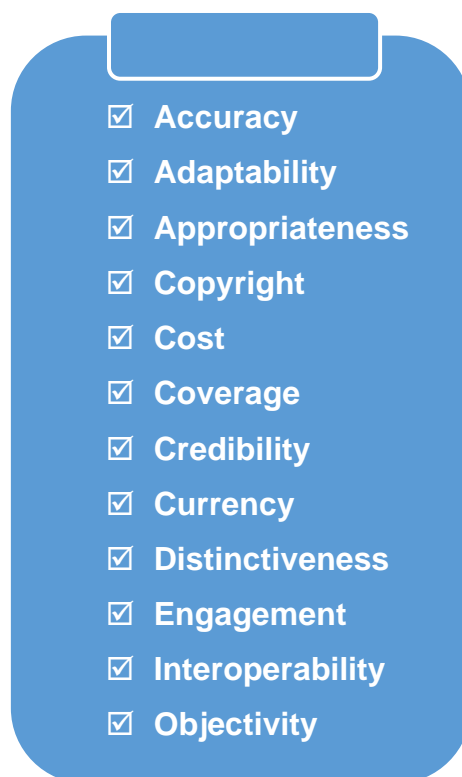 ☑ Accuracy
☑ Adaptability
☑ Appropriateness
☑ Copyright
☑ Cost
☑ Coverage
☑ Credibility
☑ Currency
☑ Distinctiveness
☑ Engagement
☑ Interoperability
☑ Objectivity